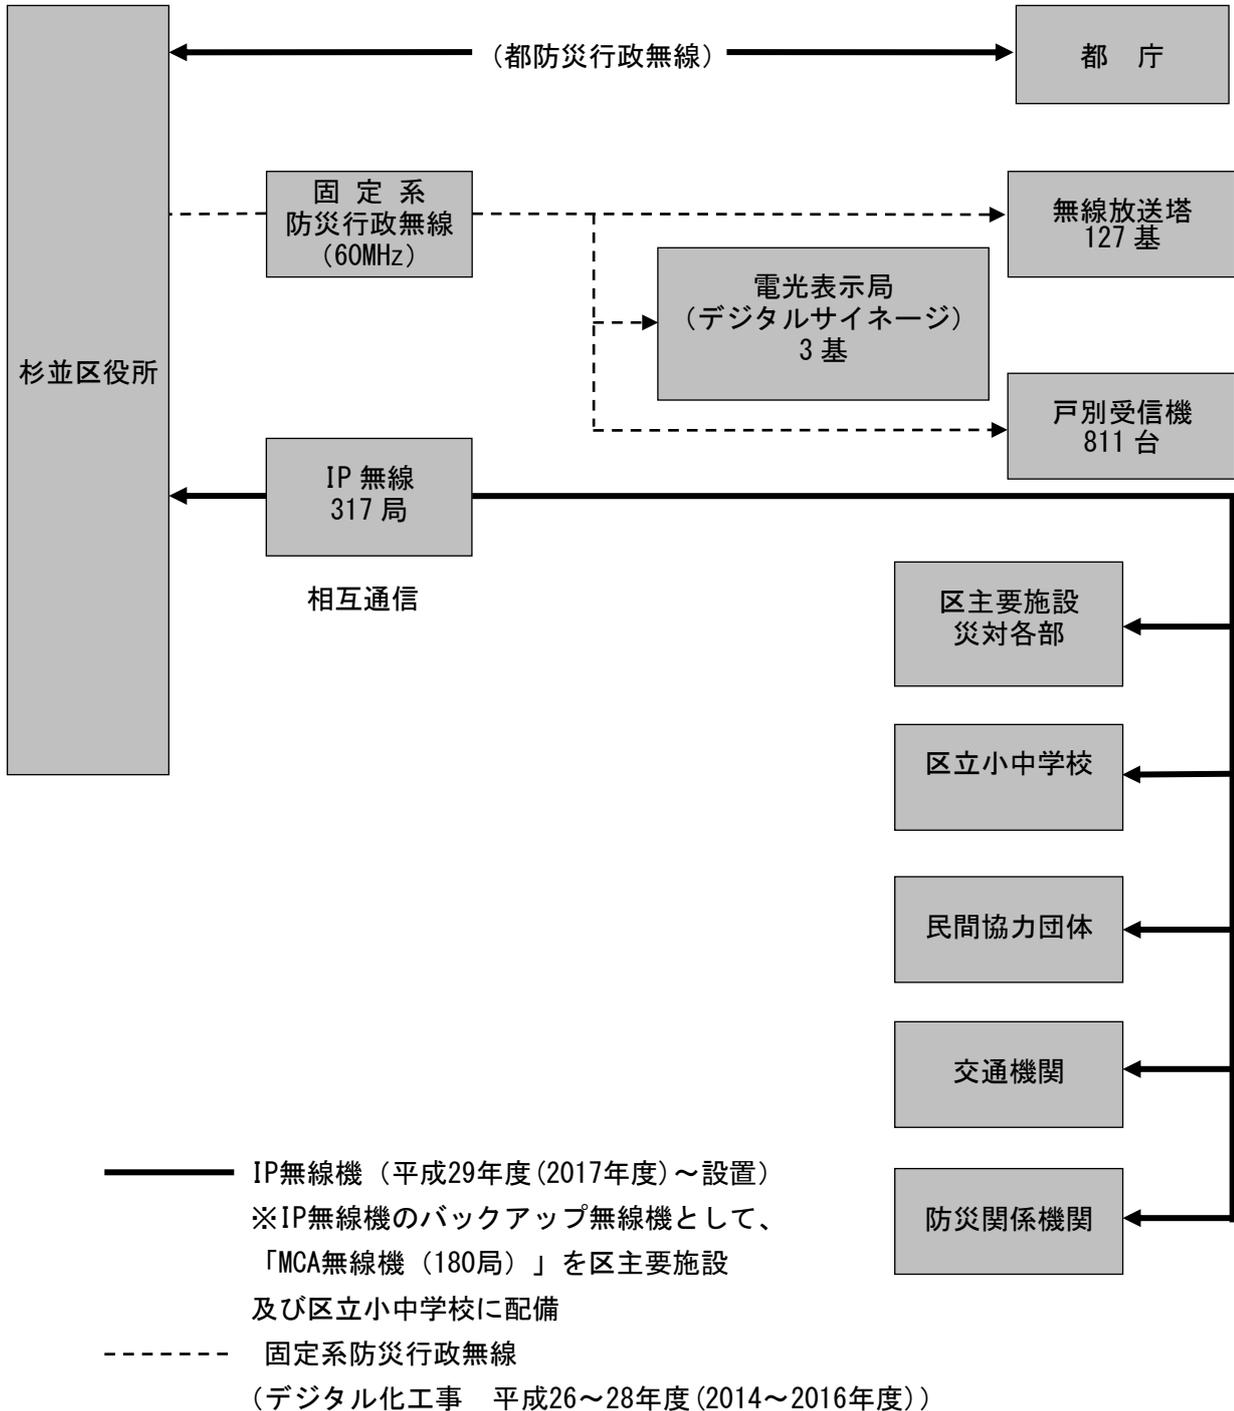 (都防災行政無線)
都　庁
固 定 系
防災行政無線
(60MHz)
無線放送塔
127 基
電光表示局
(デジタルサイネージ)
3 基
杉並区役所
戸別受信機
811 台
IP 無線
317 局
相互通信
区主要施設
災対各部
区立小中学校
民間協力団体
交通機関
防災関係機関
IP無線機（平成29年度(2017年度)～設置）
※IP無線機のバックアップ無線機として、
「MCA無線機（180局）」を区主要施設
及び区立小中学校に配備
固定系防災行政無線
（デジタル化工事　平成26～28年度(2014～2016年度)）